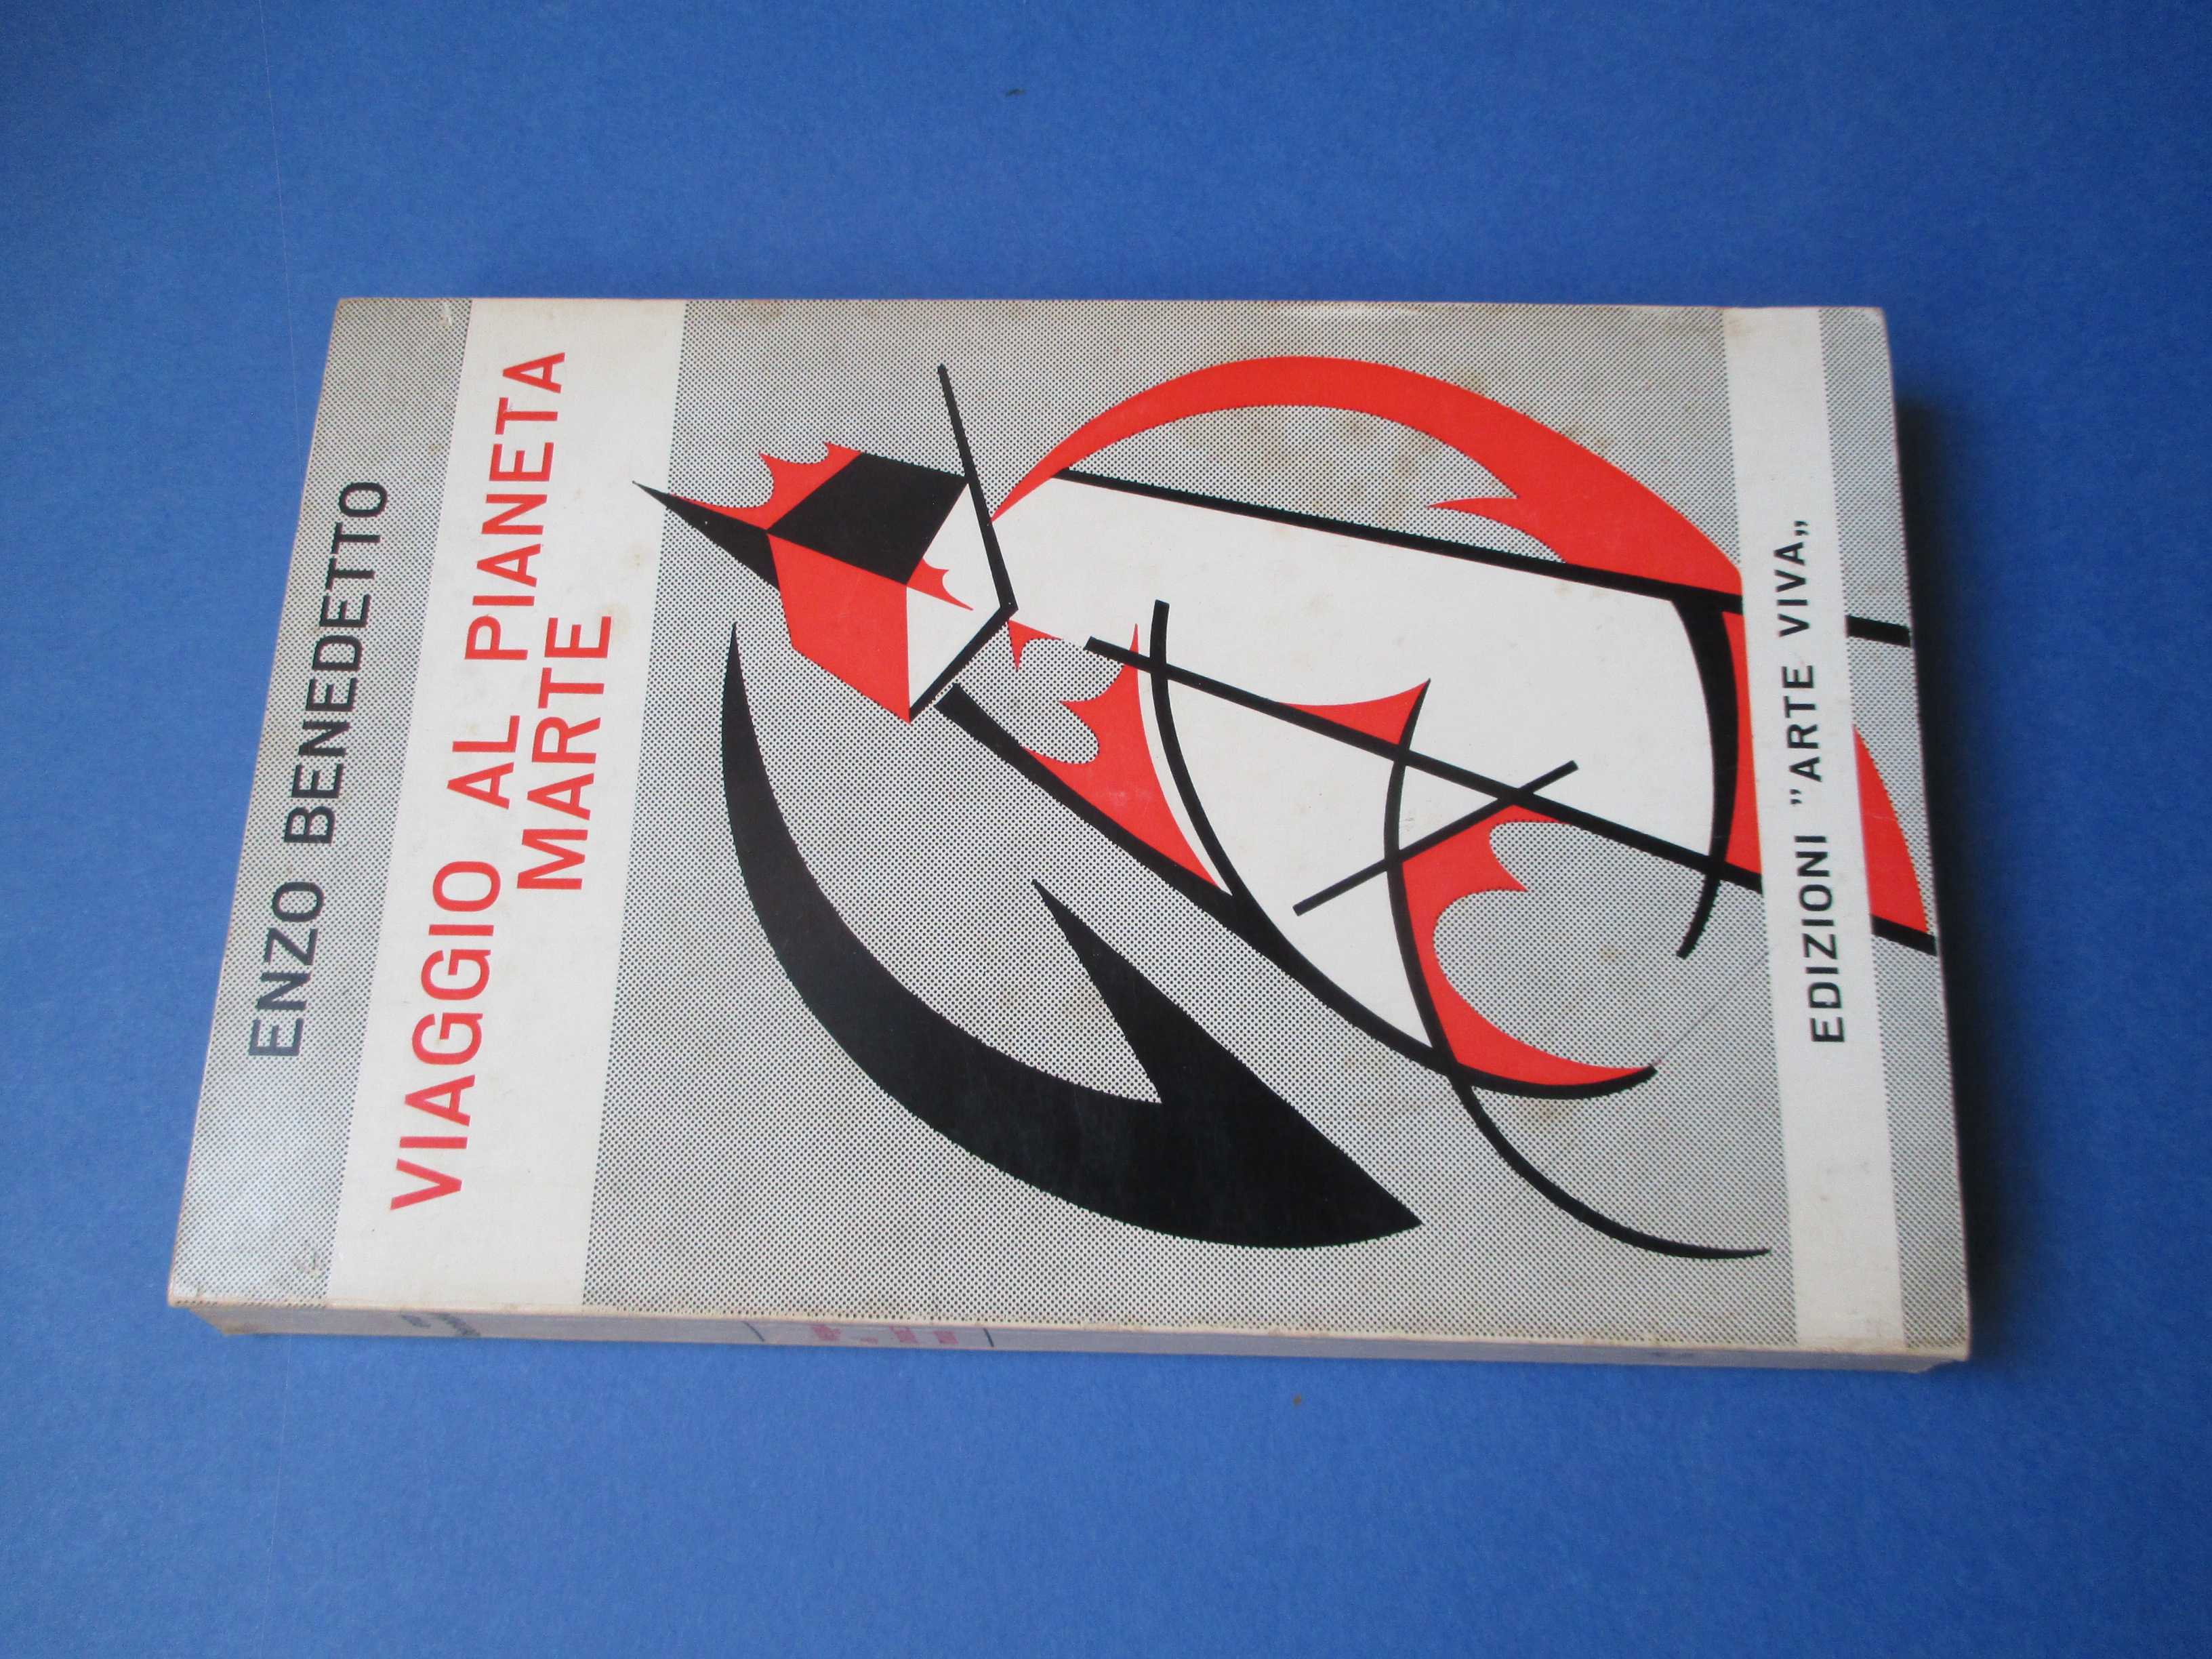 ENZO BENEDETTO
VIAGGIO AL PIANETA
MARTE
EDIZIONI "ARTE VIVA„